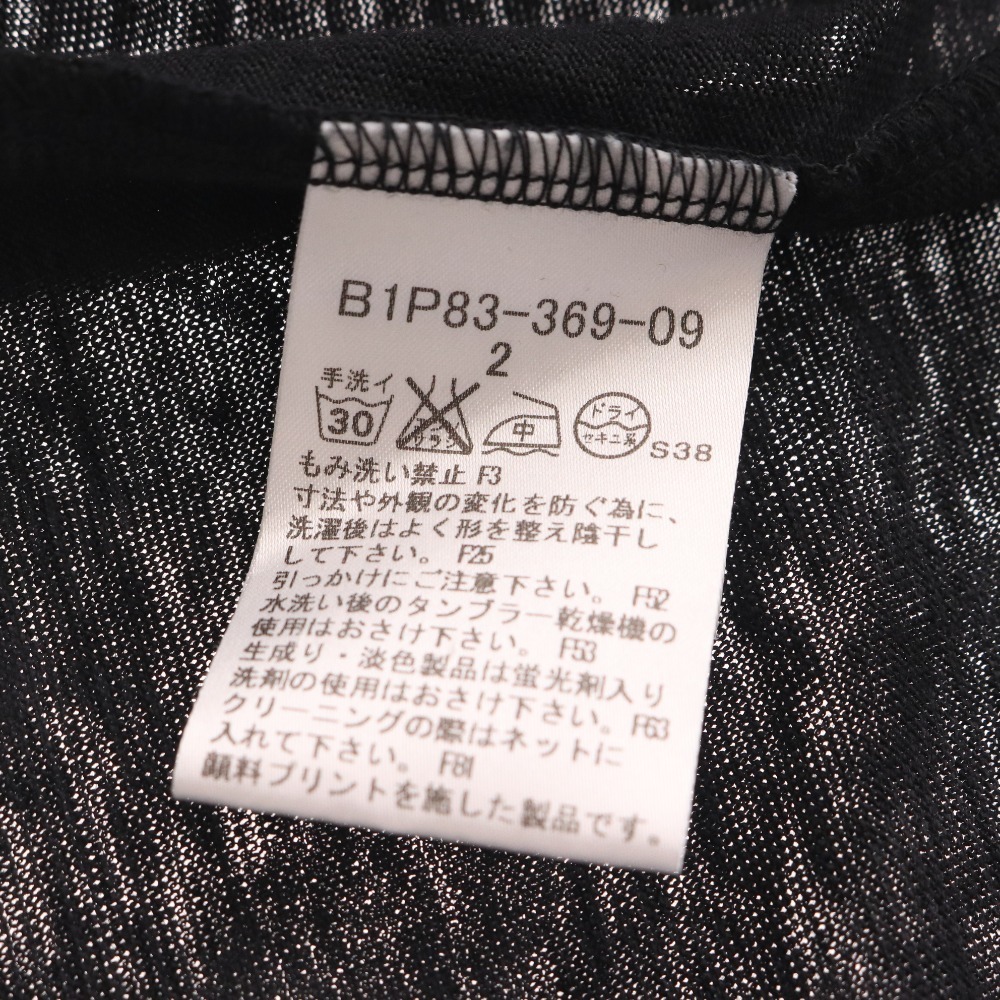 B1P83-369-09
2
手洗イ
30 エンソサラシ 中 ドライ セキユ系 S38
もみ洗い禁止 F3
寸法や外観の変化を防ぐ為に、
洗濯後はよく形を整え陰干し
して下さい。 F25
引っかけにご注意下さい。 F52
水洗い後のタンブラー乾燥機の
使用はおさけ下さい。 F53
生成り・淡色製品は蛍光剤入り
洗剤の使用はおさけ下さい。 F63
クリーニングの際はネットに
入れて下さい。 F81
顔料プリントを施した製品です。